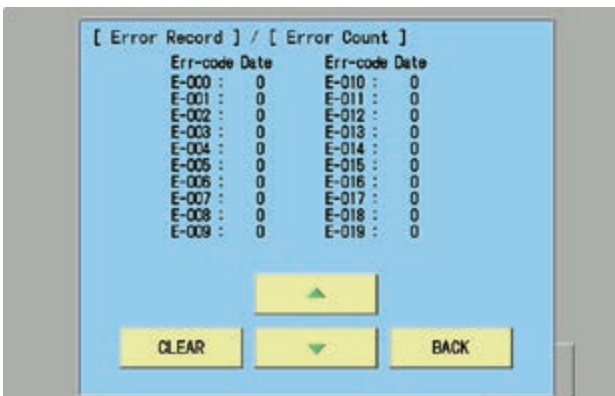 [ Error Record ] / [ Error Count ]
Err-code Date Err-code Date
E-000 : 0 E-010 : 0
E-001 : 0 E-011 : 0
E-002 : 0 E-012 : 0
E-003 : 0 E-013 : 0
E-004 : 0 E-014 : 0
E-005 : 0 E-015 : 0
E-006 : 0 E-016 : 0
E-007 : 0 E-017 : 0
E-008 : 0 E-018 : 0
E-009 : 0 E-019 : 0
CLEAR BACK